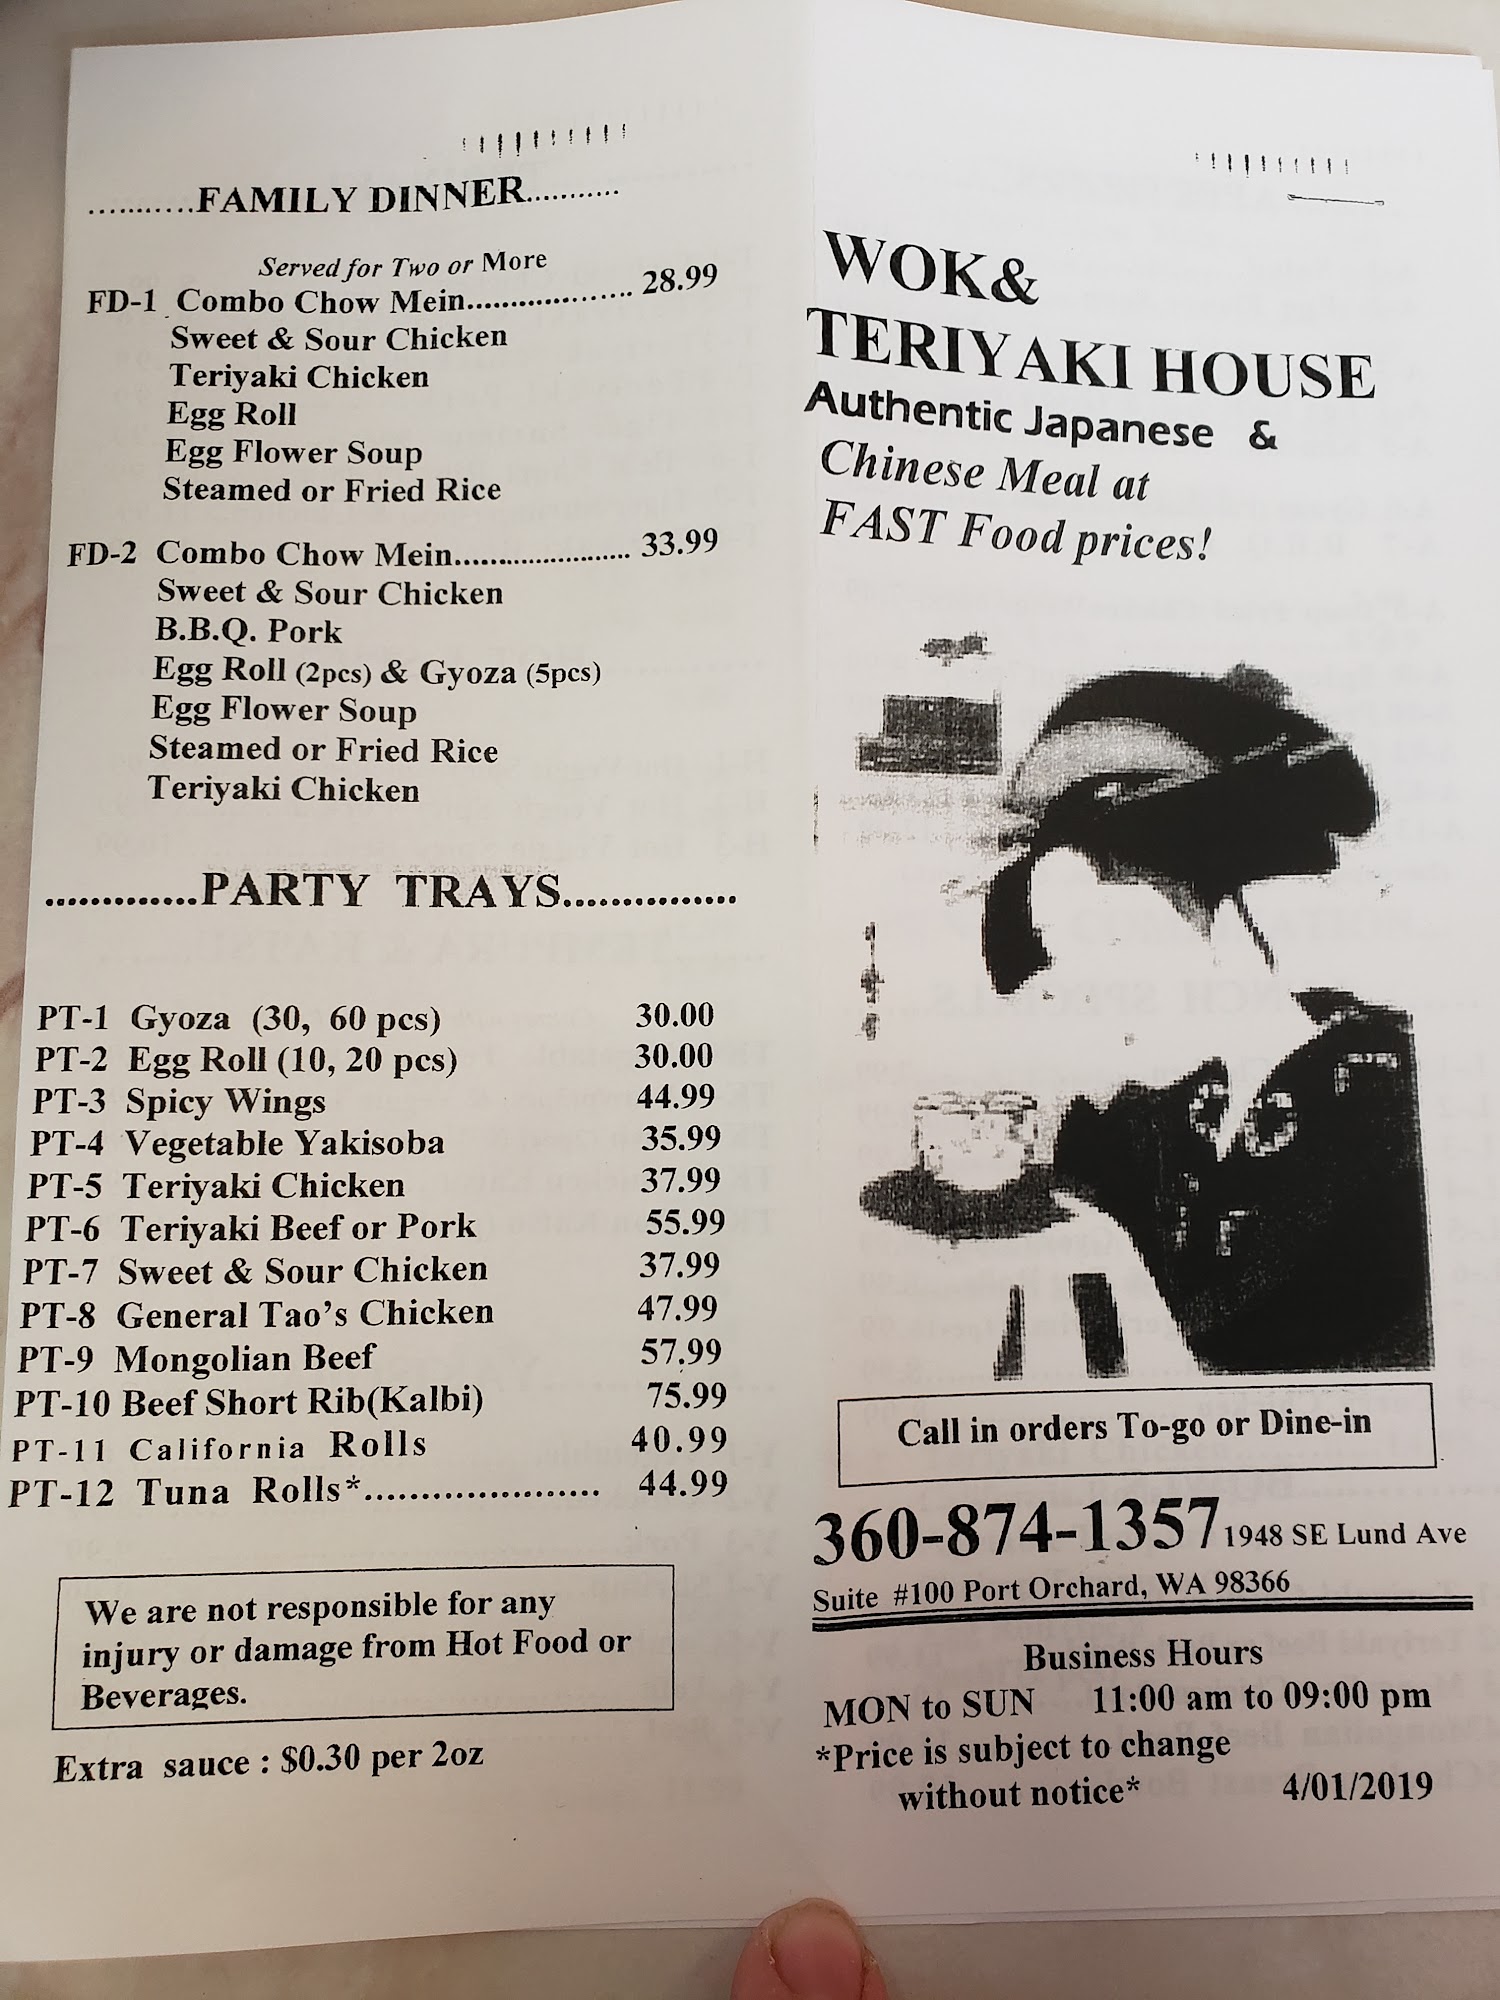 ..........FAMILY DINNER...........
Served for Two or More
FD-1 Combo Chow Mein.................... 28.99
Sweet & Sour Chicken
Teriyaki Chicken
Egg Roll
Egg Flower Soup
Steamed or Fried Rice
FD-2 Combo Chow Mein...................... 33.99
Sweet & Sour Chicken
B.B.Q. Pork
Egg Roll (2pcs) & Gyoza (5pcs)
Egg Flower Soup
Steamed or Fried Rice
Teriyaki Chicken
.............PARTY TRAYS...............
PT-1 Gyoza (30, 60 pcs) 30.00
PT-2 Egg Roll (10, 20 pcs) 30.00
PT-3 Spicy Wings 44.99
PT-4 Vegetable Yakisoba 35.99
PT-5 Teriyaki Chicken 37.99
PT-6 Teriyaki Beef or Pork 55.99
PT-7 Sweet & Sour Chicken 37.99
PT-8 General Tao's Chicken 47.99
PT-9 Mongolian Beef 57.99
PT-10 Beef Short Rib(Kalbi) 75.99
PT-11 California Rolls 40.99
PT-12 Tuna Rolls*..................... 44.99
We are not responsible for any
injury or damage from Hot Food or
Beverages.
Extra sauce : $0.30 per 2oz
WOK&
TERIYAKI HOUSE
Authentic Japanese &
Chinese Meal at
FAST Food prices!
Call in orders To-go or Dine-in
360-874-1357 1948 SE Lund Ave
Suite #100 Port Orchard, WA 98366
Business Hours
MON to SUN 11:00 am to 09:00 pm
*Price is subject to change
without notice* 4/01/2019